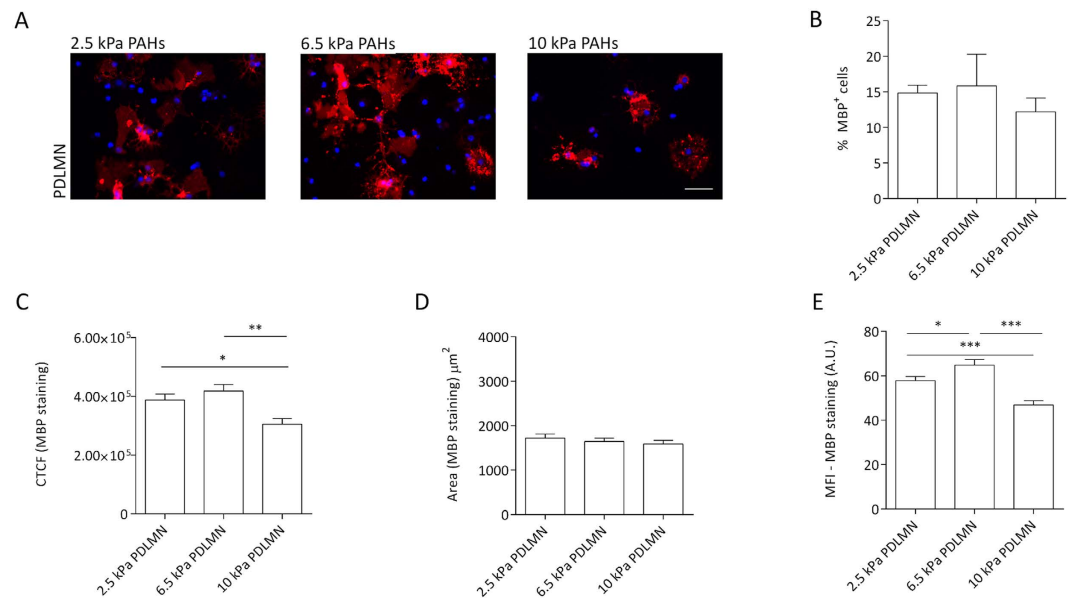 A
2.5 kPa PAHs
6.5 kPa PAHs
10 kPa PAHs
PDLMN
B
% MBP⁺ cells
25
20
15
10
5
0
2.5 kPa PDLMN
6.5 kPa PDLMN
10 kPa PDLMN
C
CTCF (MBP staining)
6.00×10⁵
4.00×10⁵
2.00×10⁵
0
**
*
2.5 kPa PDLMN
6.5 kPa PDLMN
10 kPa PDLMN
D
Area (MBP staining) μm²
4000
3000
2000
1000
0
2.5 kPa PDLMN
6.5 kPa PDLMN
10 kPa PDLMN
E
MFI - MBP staining (A.U.)
80
60
40
20
0
* ***
***
2.5 kPa PDLMN
6.5 kPa PDLMN
10 kPa PDLMN